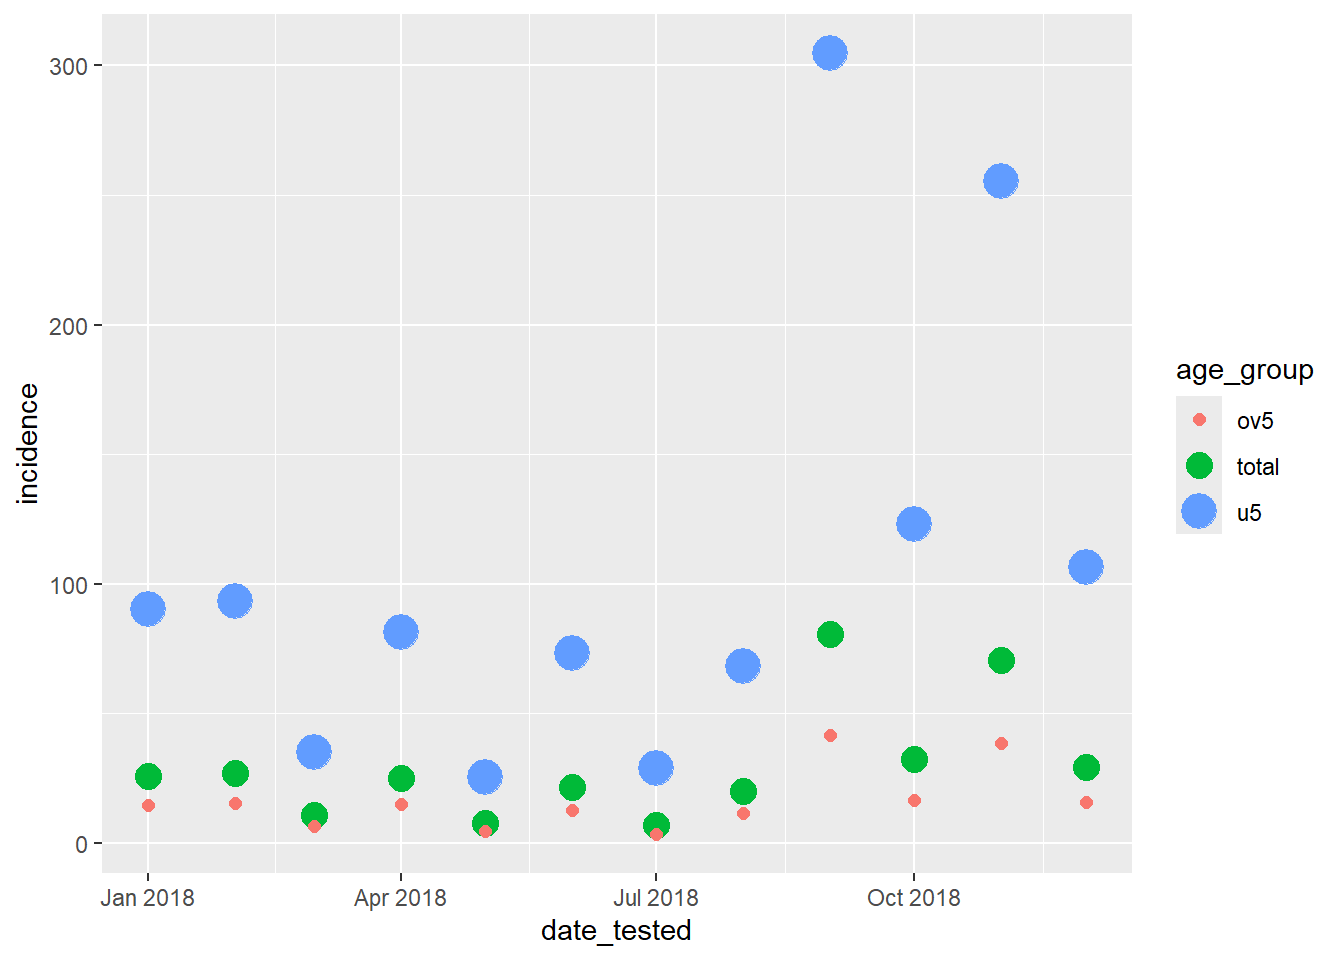 300
200
100
0
incidence
Jan 2018
Apr 2018
Jul 2018
Oct 2018
date_tested
age_group
ov5
total
u5